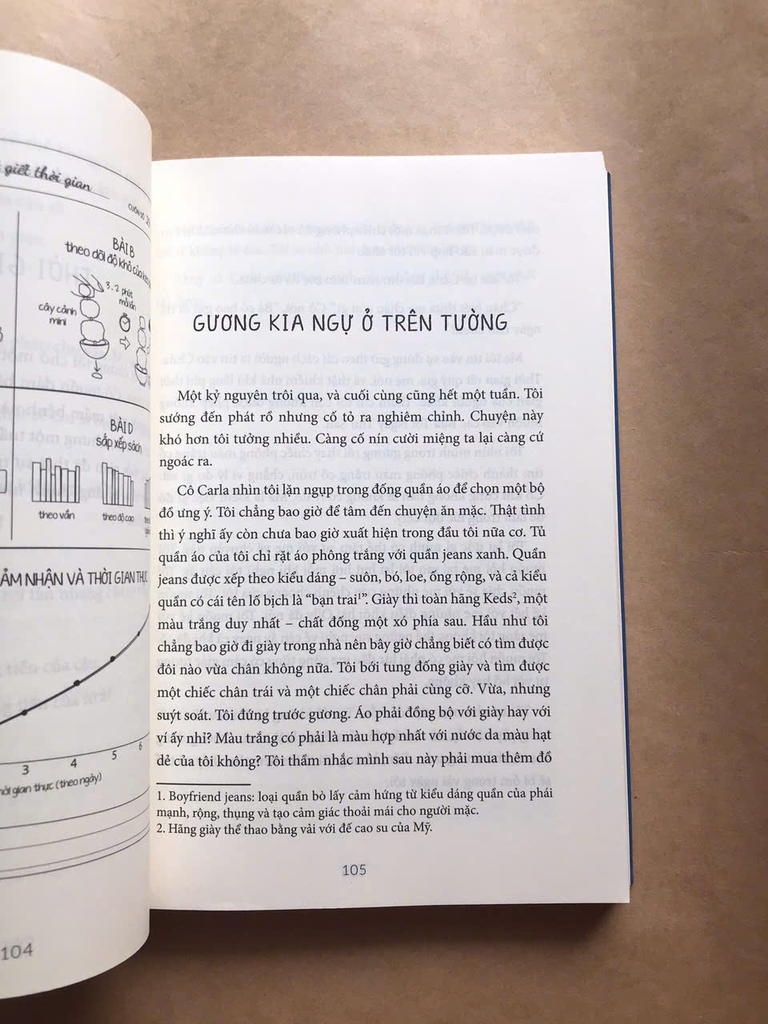 giết thời gian
BÀI B
theo dõi độ khô của
3.2 phút
mỗi lần
cây cảnh
mini
BÀI D
sắp xếp sách
theo vần
theo độ cao
ẢM NHẬN VÀ THỜI GIAN THỰC
3
4
5
6
hời gian thực (theo ngày)
104
GƯƠNG KIA NGỰ Ở TRÊN TƯỜNG
Một kỷ nguyên trôi qua, và cuối cùng cũng hết một tuần. Tôi
sướng đến phát rồ nhưng cố tỏ ra nghiêm chỉnh. Chuyện này
khó hơn tôi tưởng nhiều. Càng cố nín cười miệng ta lại càng cứ
ngoác ra.
Cô Carla nhìn tôi lặn ngụp trong đống quần áo để chọn một bộ
đồ ưng ý. Tôi chẳng bao giờ để tâm đến chuyện ăn mặc. Thật tình
thì ý nghĩ ấy còn chưa bao giờ xuất hiện trong đầu tôi nữa cơ. Tủ
quần áo của tôi chỉ rặt áo phông trắng với quần jeans xanh. Quần
jeans được xếp theo kiểu dáng – suôn, bó, loe, ống rộng, và cả kiểu
quần có cái tên lố bịch là “bạn trai¹”. Giày thì toàn hãng Keds², một
màu trắng duy nhất – chất đống một xó phía sau. Hầu như tôi
chẳng bao giờ đi giày trong nhà nên bây giờ chẳng biết có tìm được
đôi nào vừa chân không nữa. Tôi bới tung đống giày và tìm được
một chiếc chân trái và một chiếc chân phải cùng cỡ. Vừa, nhưng
suýt soát. Tôi đứng trước gương. Áo phải đồng bộ với giày hay với
ví ấy nhỉ? Màu trắng có phải là màu hợp nhất với nước da màu hạt
dẻ của tôi không? Tôi thầm nhắc mình sau này phải mua thêm đồ
1. Boyfriend jeans: loại quần bò lấy cảm hứng từ kiểu dáng quần của phái
mạnh, rộng, thụng và tạo cảm giác thoải mái cho người mặc.
2. Hãng giày thể thao bằng vải với đế cao su của Mỹ.
105